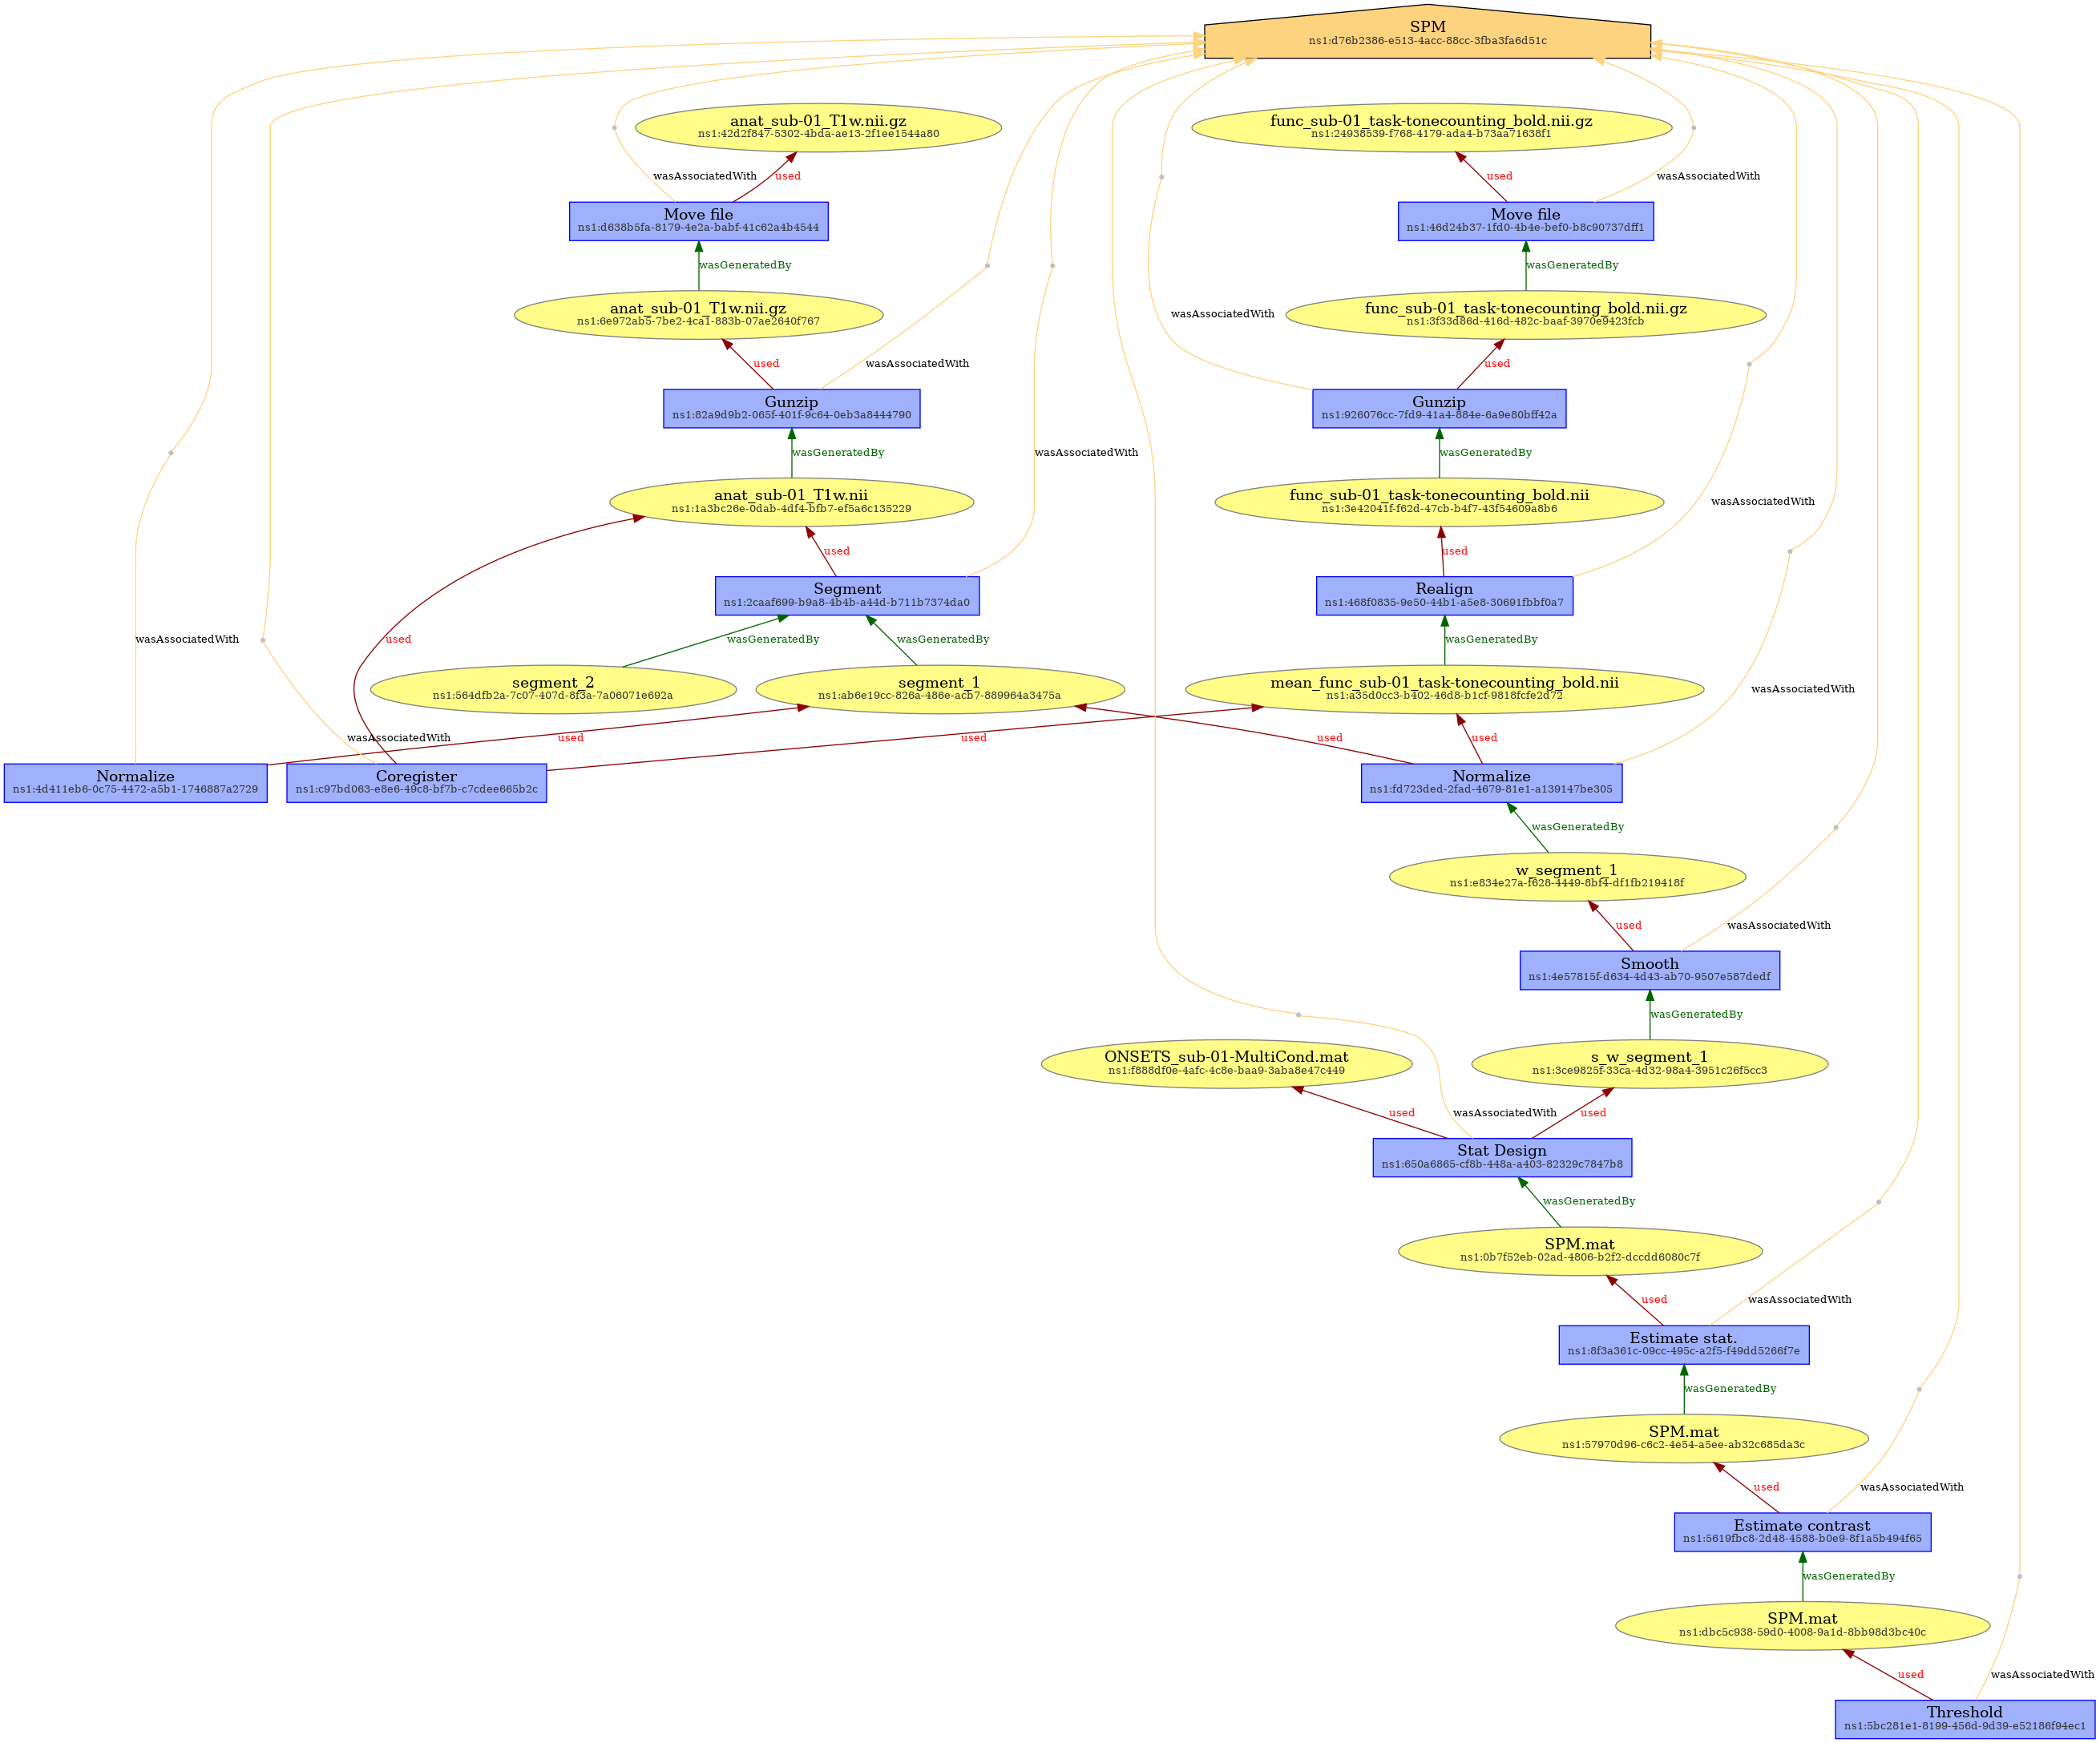 SPM
ns1:d76b2386-e513-4acc-88cc-3fba3fa6d51c
anat_sub-01_T1w.nii.gz
ns1:42d2f847-5302-4bda-ae13-2f1ee1544a80
func_sub-01_task-tonecounting_bold.nii.gz
ns1:24938539-f768-4179-ada4-b73aa71638f1
wasAssociatedWith
used
used
wasAssociatedWith
Move file
ns1:d638b5fa-8179-4e2a-babf-41c62a4b4544
Move file
ns1:46d24b37-1fd0-4b4e-bef0-b8c90737dff1
wasGeneratedBy
wasGeneratedBy
anat_sub-01_T1w.nii.gz
ns1:6e972ab5-7be2-4ca1-883b-07ae2640f767
wasAssociatedWith
func_sub-01_task-tonecounting_bold.nii.gz
ns1:3f33d86d-416d-482c-baaf-3970e9423fcb
used
wasAssociatedWith
used
Gunzip
ns1:82a9d9b2-065f-401f-9c64-0eb3a8444790
Gunzip
ns1:926076cc-7fd9-41a4-884e-6a9e80bff42a
wasGeneratedBy
wasAssociatedWith
wasGeneratedBy
anat_sub-01_T1w.nii
ns1:1a3bc26e-0dab-4df4-bfb7-ef5a6c135229
func_sub-01_task-tonecounting_bold.nii
ns1:3e42041f-f62d-47cb-b4f7-43f54609a8b6
wasAssociatedWith
used
used
Segment
ns1:2caaf699-b9a8-4b4b-a44d-b711b7374da0
Realign
ns1:468f0835-9e50-44b1-a5e8-30691fbbf0a7
wasAssociatedWith
used
wasGeneratedBy
wasGeneratedBy
wasGeneratedBy
segment_2
ns1:564dfb2a-7c07-407d-8f3a-7a06071e692a
segment_1
ns1:ab6e19cc-826a-486e-acb7-889964a3475a
mean_func_sub-01_task-tonecounting_bold.nii
ns1:a35d0cc3-b402-46d8-b1cf-9818fcfe2d72
wasAssociatedWith
wasAssociatedWith
used
used
used
used
Normalize
ns1:4d411eb6-0c75-4472-a5b1-1746887a2729
Coregister
ns1:c97bd063-e8e6-49c8-bf7b-c7cdee665b2c
Normalize
ns1:fd723ded-2fad-4679-81e1-a139147be305
wasGeneratedBy
w_segment_1
ns1:e834e27a-f628-4449-8bf4-df1fb219418f
used
wasAssociatedWith
Smooth
ns1:4e57815f-d634-4d43-ab70-9507e587dedf
wasGeneratedBy
ONSETS_sub-01-MultiCond.mat
ns1:f888df0e-4afc-4c8e-baa9-3aba8e47c449
s_w_segment_1
ns1:3ce9825f-33ca-4d32-98a4-3951c26f5cc3
used
wasAssociatedWith
used
Stat Design
ns1:650a6865-cf8b-448a-a403-82329c7847b8
wasGeneratedBy
SPM.mat
ns1:0b7f52eb-02ad-4806-b2f2-dccdd6080c7f
used
wasAssociatedWith
Estimate stat.
ns1:8f3a361c-09cc-495c-a2f5-f49dd5266f7e
wasGeneratedBy
SPM.mat
ns1:57970d96-c6c2-4e54-a5ee-ab32c685da3c
used
wasAssociatedWith
Estimate contrast
ns1:5619fbc8-2d48-4588-b0e9-8f1a5b494f65
wasGeneratedBy
SPM.mat
ns1:dbc5c938-59d0-4008-9a1d-8bb98d3bc40c
used
wasAssociatedWith
Threshold
ns1:5bc281e1-8199-456d-9d39-e52186f94ec1